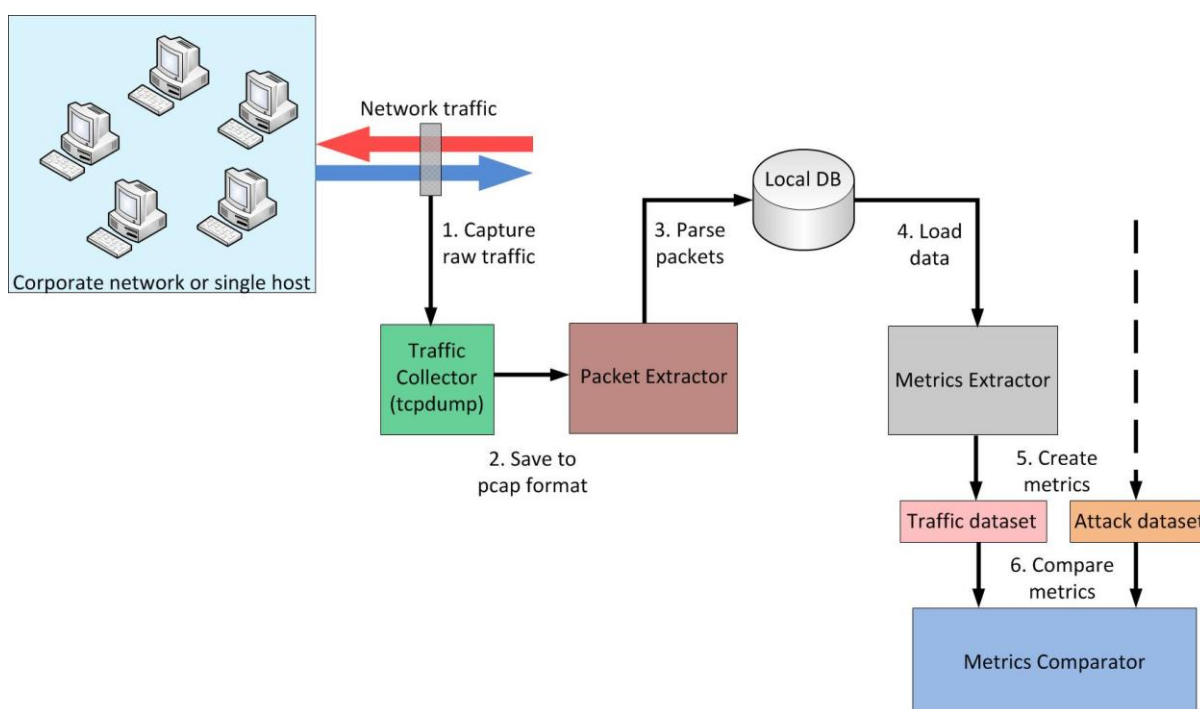 Network traffic
Corporate network or single host
1. Capture
raw traffic
Traffic
Collector
(tcpdump)
2. Save to
pcap format
Packet Extractor
3. Parse
packets
Local DB
4. Load
data
Metrics Extractor
5. Create
metrics
Traffic dataset
Attack dataset
6. Compare
metrics
Metrics Comparator